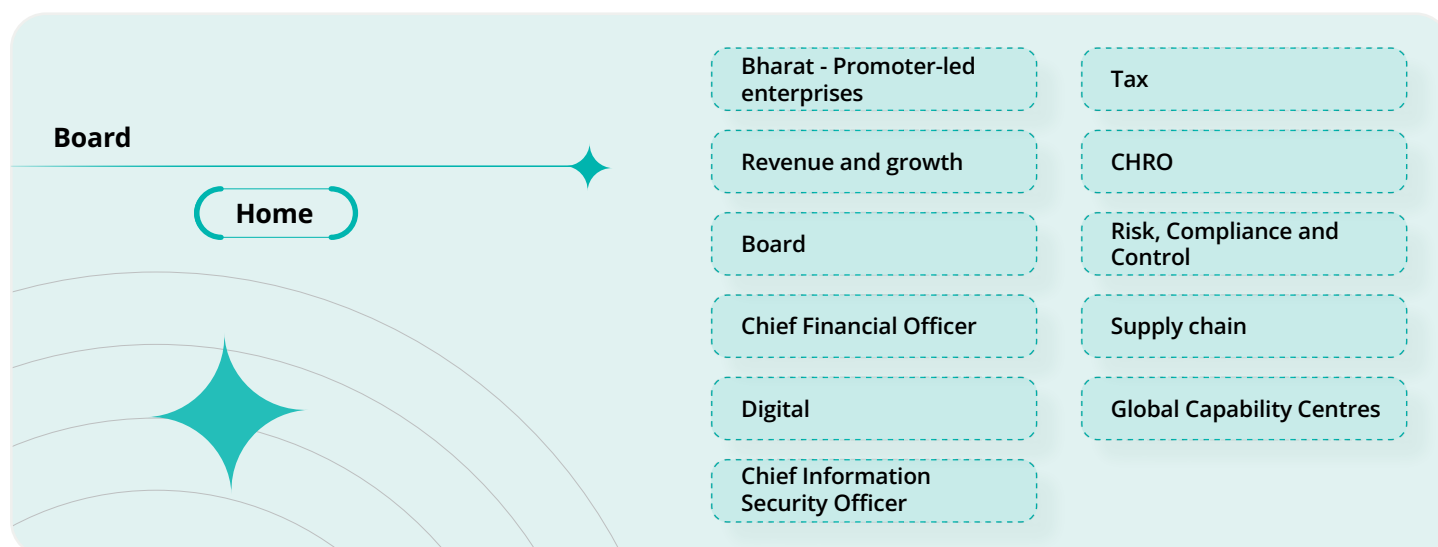 Board
Home
Bharat - Promoter-led
enterprises
Revenue and growth
Board
Chief Financial Officer
Digital
Chief Information
Security Officer
Tax
CHRO
Risk, Compliance and
Control
Supply chain
Global Capability Centres